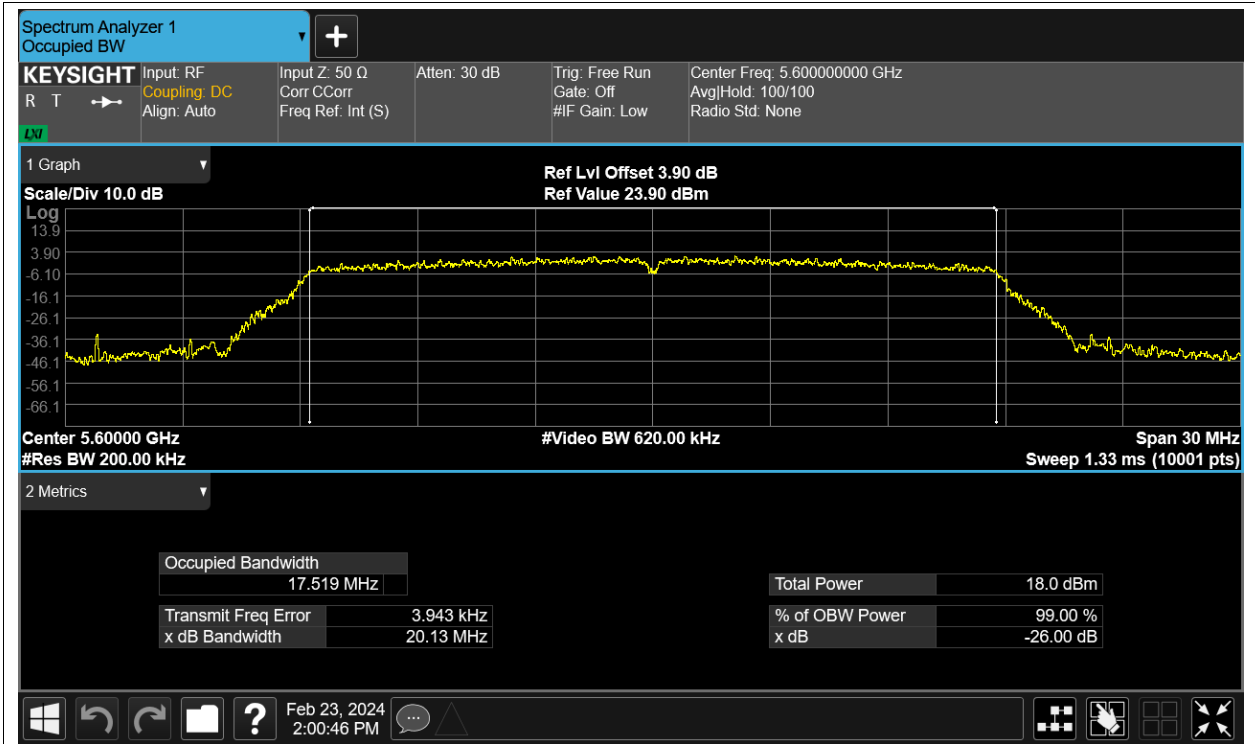 Spectrum Analyzer 1
Occupied BW
KEYSIGHT
R T
LXI
Input: RF
Coupling: DC
Align: Auto
Input Z: 50 Ω
Corr CCorr
Freq Ref: Int (S)
Atten: 30 dB
Trig: Free Run
Gate: Off
#IF Gain: Low
Center Freq: 5.600000000 GHz
Avg|Hold: 100/100
Radio Std: None
1 Graph
Scale/Div 10.0 dB
Ref Lvl Offset 3.90 dB
Ref Value 23.90 dBm
Log
13.9
3.90
-6.10
-16.1
-26.1
-36.1
-46.1
-56.1
-66.1
Center 5.60000 GHz
#Video BW 620.00 kHz
Span 30 MHz
#Res BW 200.00 kHz
Sweep 1.33 ms (10001 pts)
2 Metrics
Occupied Bandwidth
17.519 MHz
Total Power 18.0 dBm
Transmit Freq Error 3.943 kHz
% of OBW Power 99.00 %
x dB Bandwidth 20.13 MHz
x dB -26.00 dB
?
Feb 23, 2024
2:00:46 PM